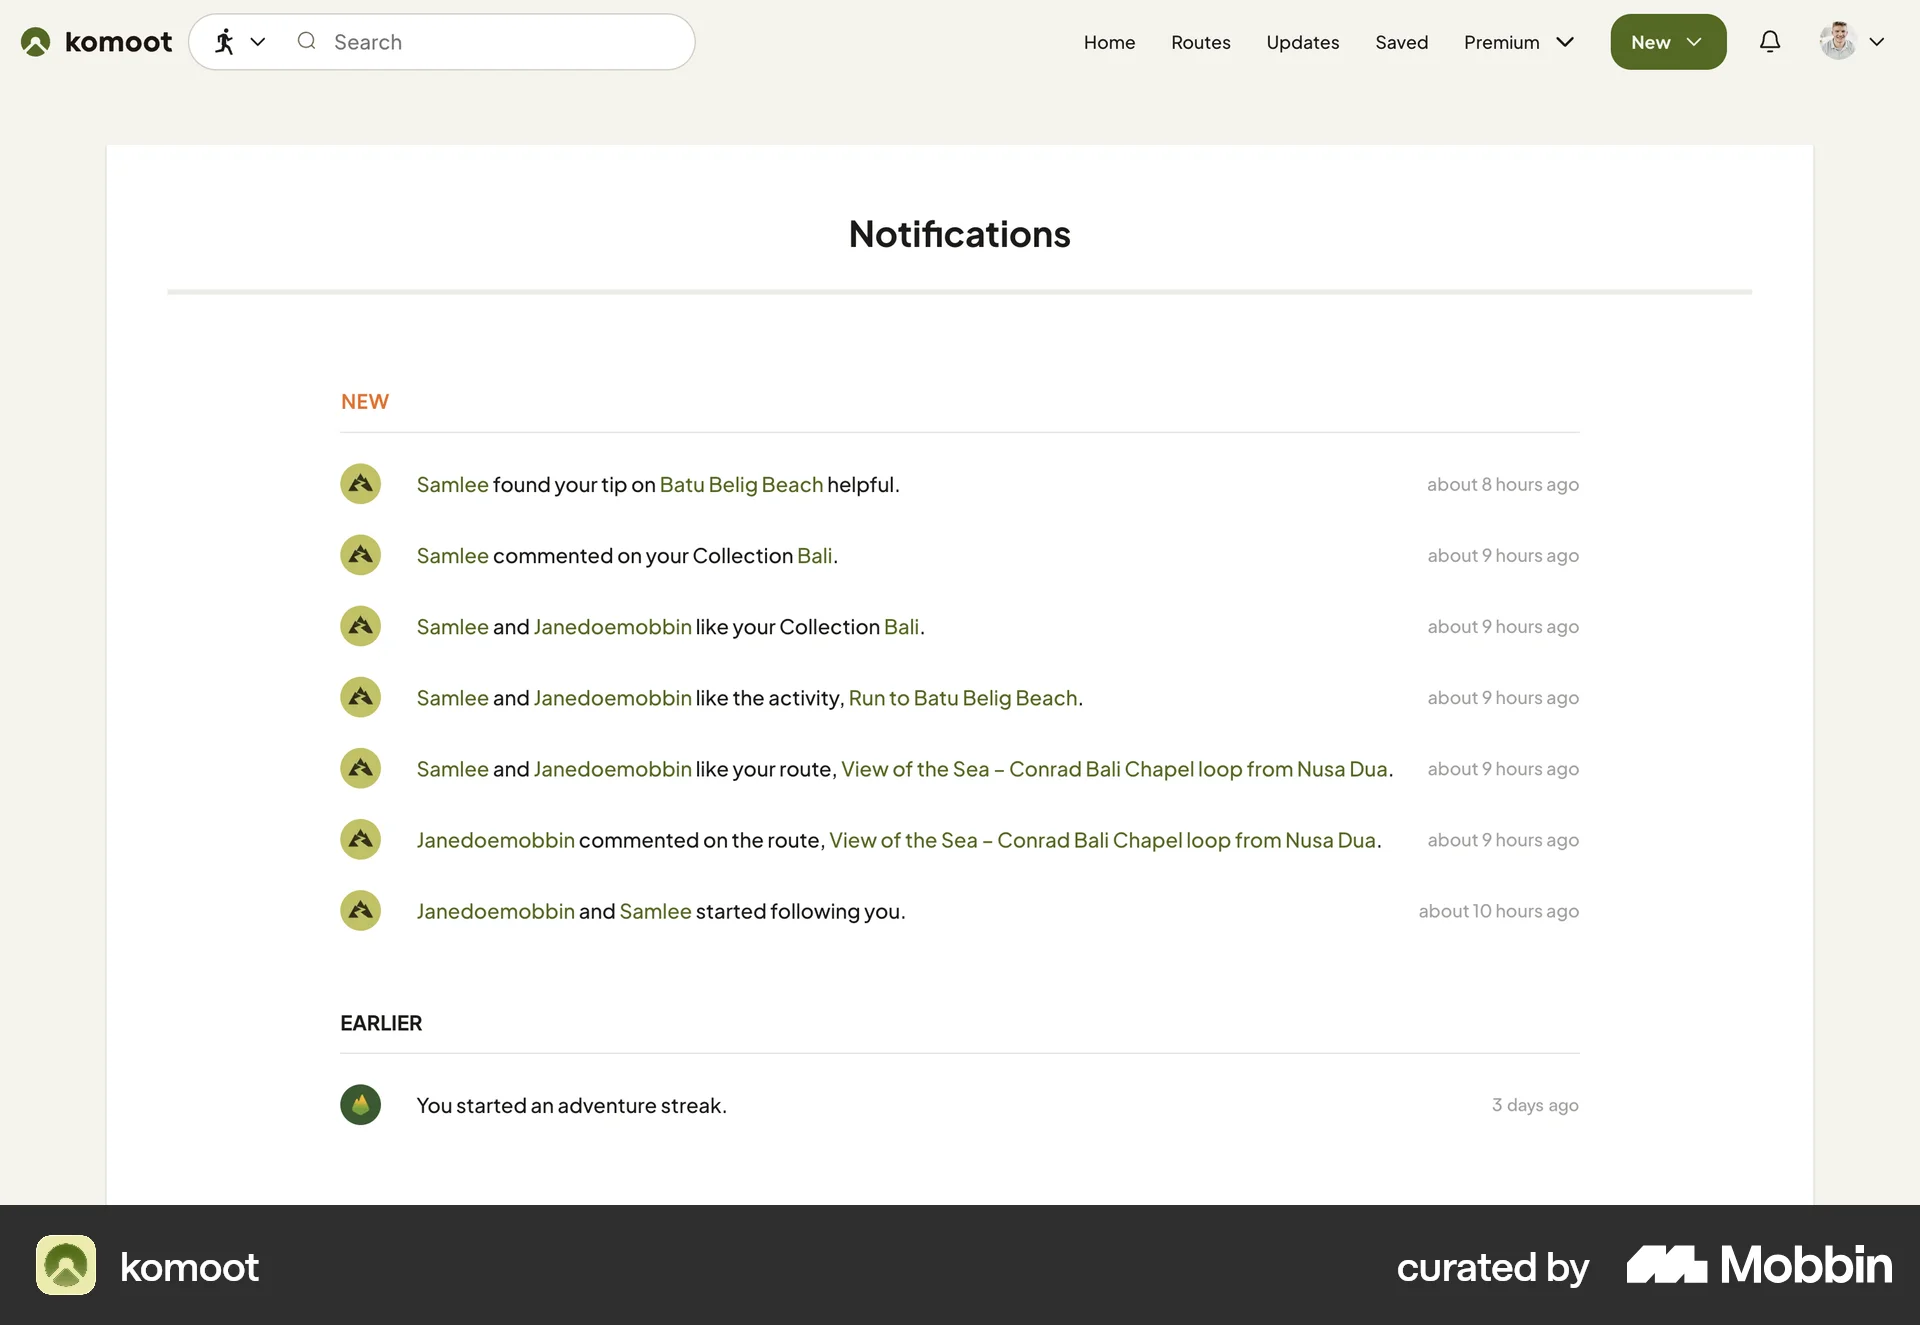 komoot
Search
Home Routes Updates Saved Premium New
Notifications
NEW
Samlee found your tip on Batu Belig Beach helpful. about 8 hours ago
Samlee commented on your Collection Bali. about 9 hours ago
Samlee and Janedoemobbin like your Collection Bali. about 9 hours ago
Samlee and Janedoemobbin like the activity, Run to Batu Belig Beach. about 9 hours ago
Samlee and Janedoemobbin like your route, View of the Sea – Conrad Bali Chapel loop from Nusa Dua. about 9 hours ago
Janedoemobbin commented on the route, View of the Sea – Conrad Bali Chapel loop from Nusa Dua. about 9 hours ago
Janedoemobbin and Samlee started following you. about 10 hours ago
EARLIER
You started an adventure streak. 3 days ago
komoot
curated by Mobbin